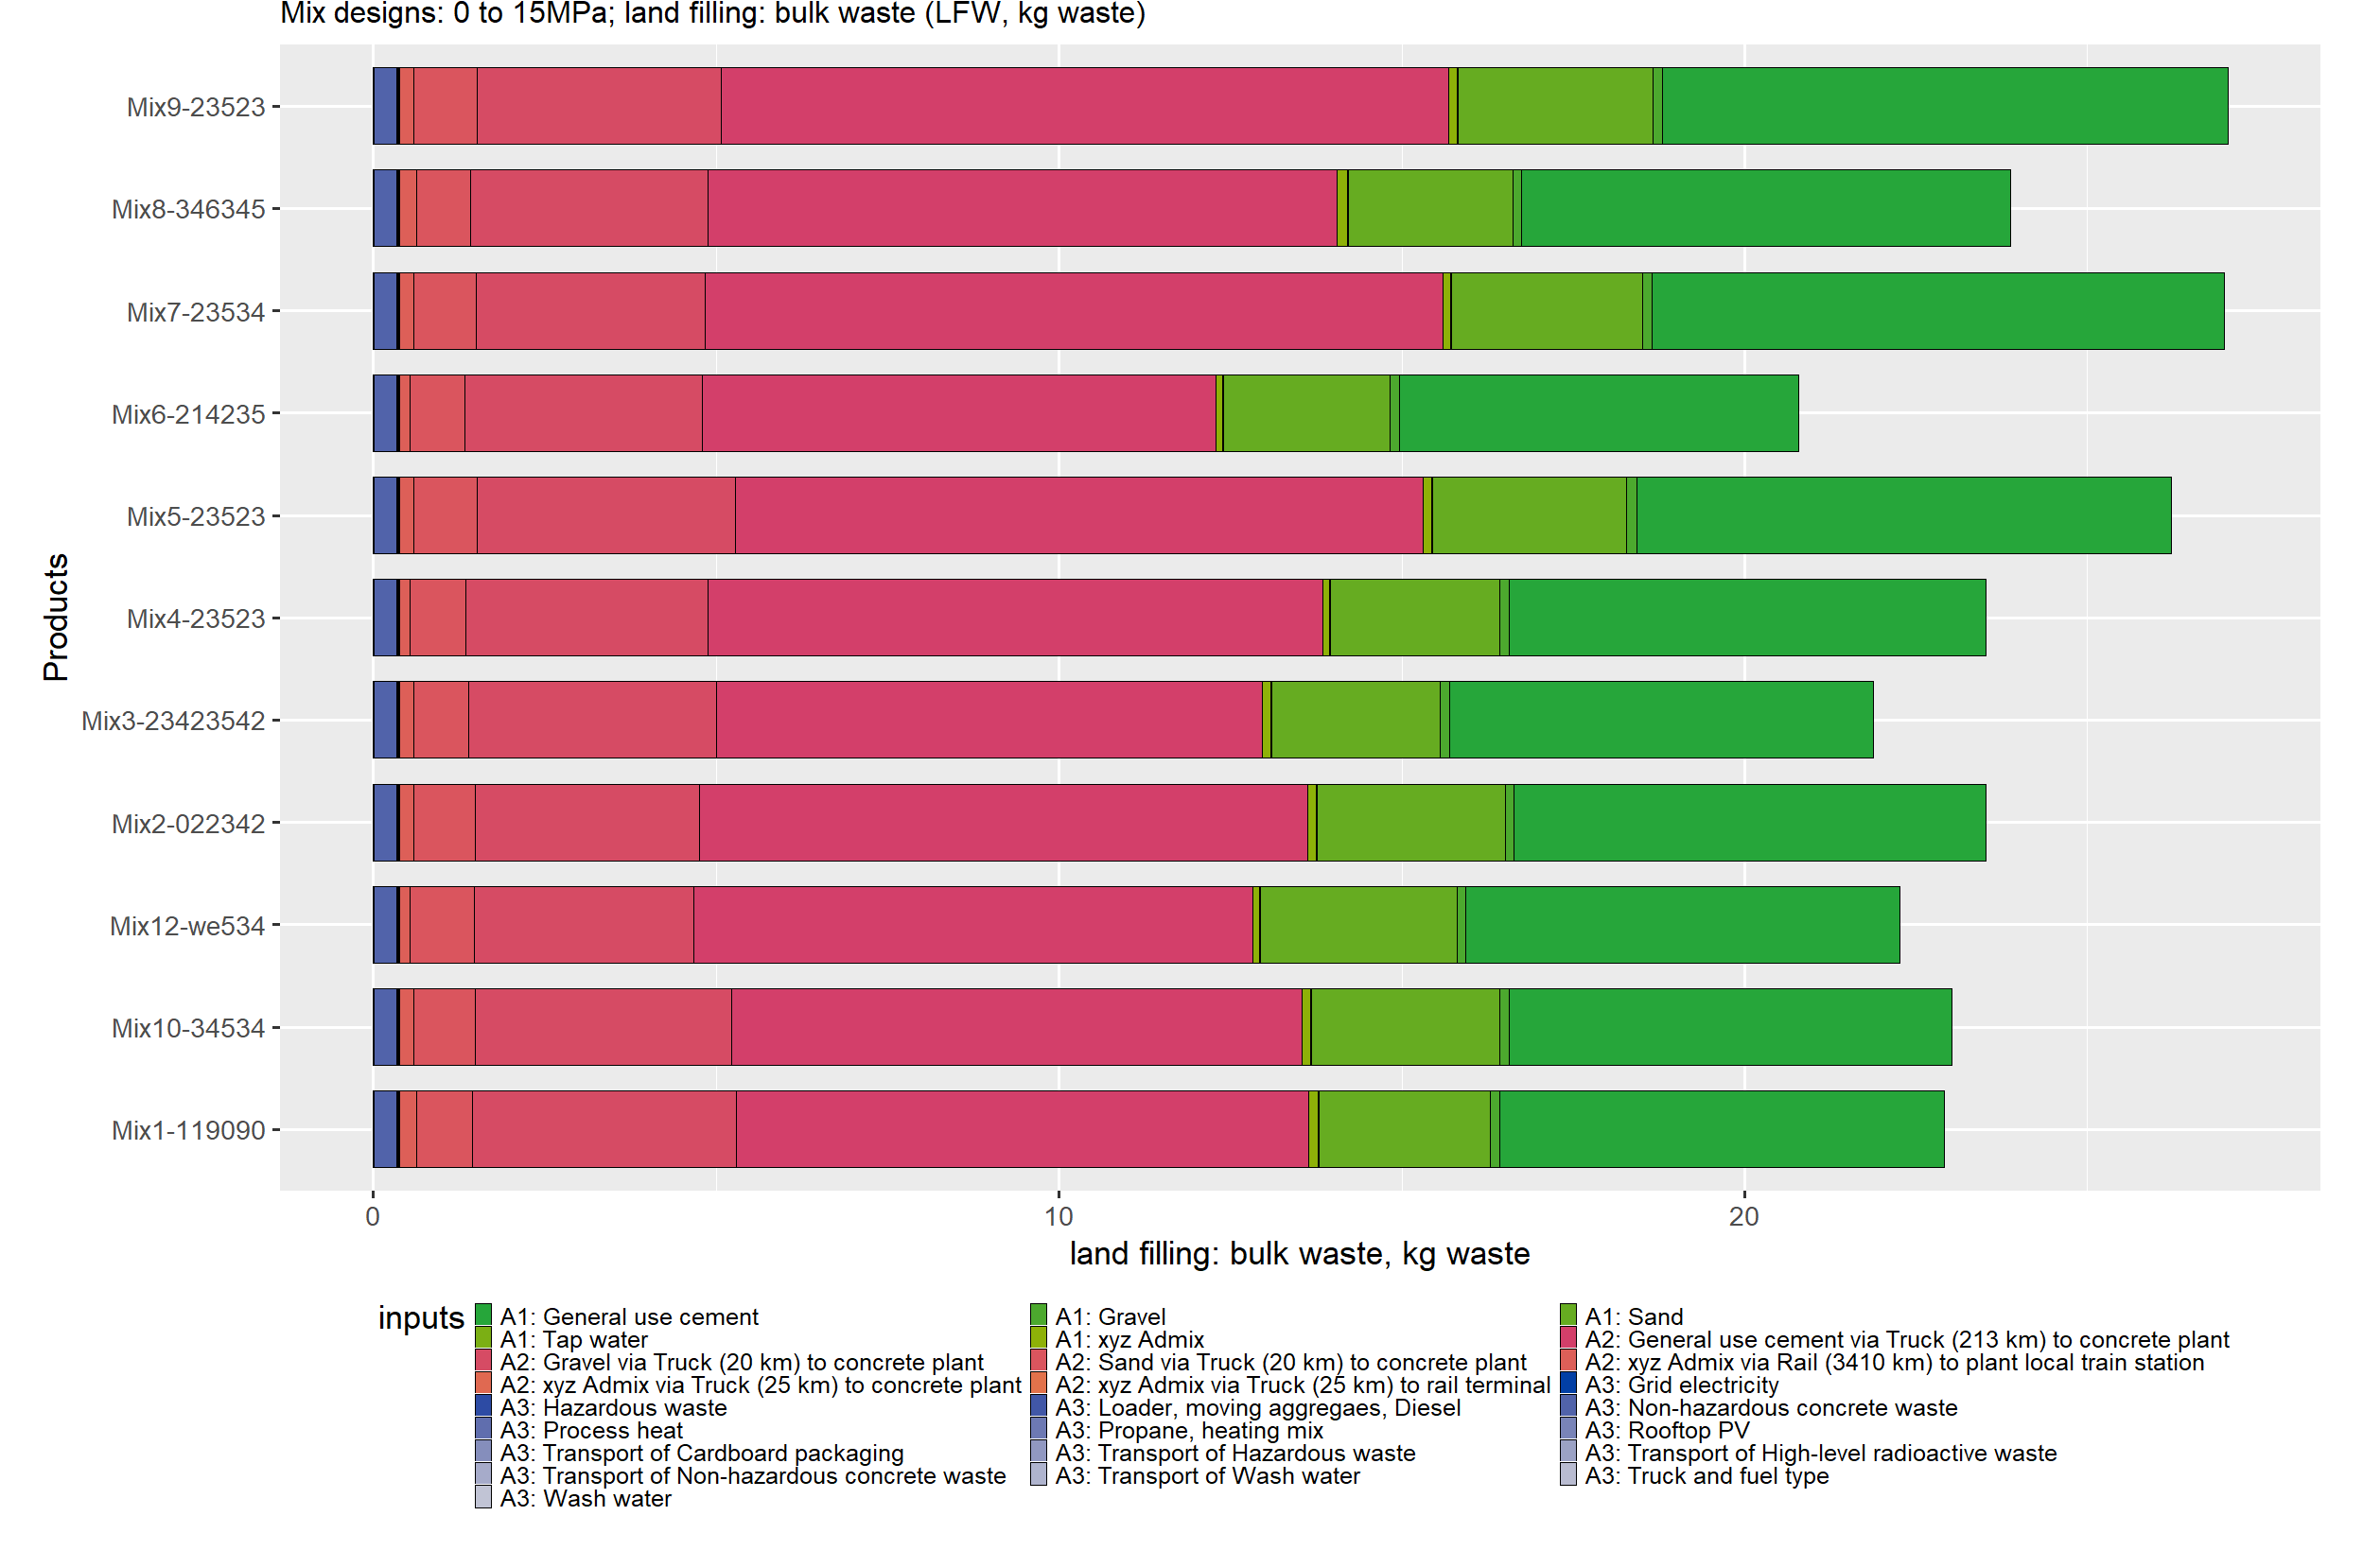 Mix designs: 0 to 15MPa; land filling: bulk waste (LFW, kg waste)
Products
Mix9-23523
Mix8-346345
Mix7-23534
Mix6-214235
Mix5-23523
Mix4-23523
Mix3-23423542
Mix2-022342
Mix12-we534
Mix10-34534
Mix1-119090
0 10 20
land filling: bulk waste, kg waste
inputs
A1: General use cement A1: Gravel A1: Sand
A1: Tap water A1: xyz Admix A2: General use cement via Truck (213 km) to concrete plant
A2: Gravel via Truck (20 km) to concrete plant A2: Sand via Truck (20 km) to concrete plant A2: xyz Admix via Rail (3410 km) to plant local train station
A2: xyz Admix via Truck (25 km) to concrete plant A2: xyz Admix via Truck (25 km) to rail terminal A3: Grid electricity
A3: Hazardous waste A3: Loader, moving aggregaes, Diesel A3: Non-hazardous concrete waste
A3: Process heat A3: Propane, heating mix A3: Rooftop PV
A3: Transport of Cardboard packaging A3: Transport of Hazardous waste A3: Transport of High-level radioactive waste
A3: Transport of Non-hazardous concrete waste A3: Transport of Wash water A3: Truck and fuel type
A3: Wash water